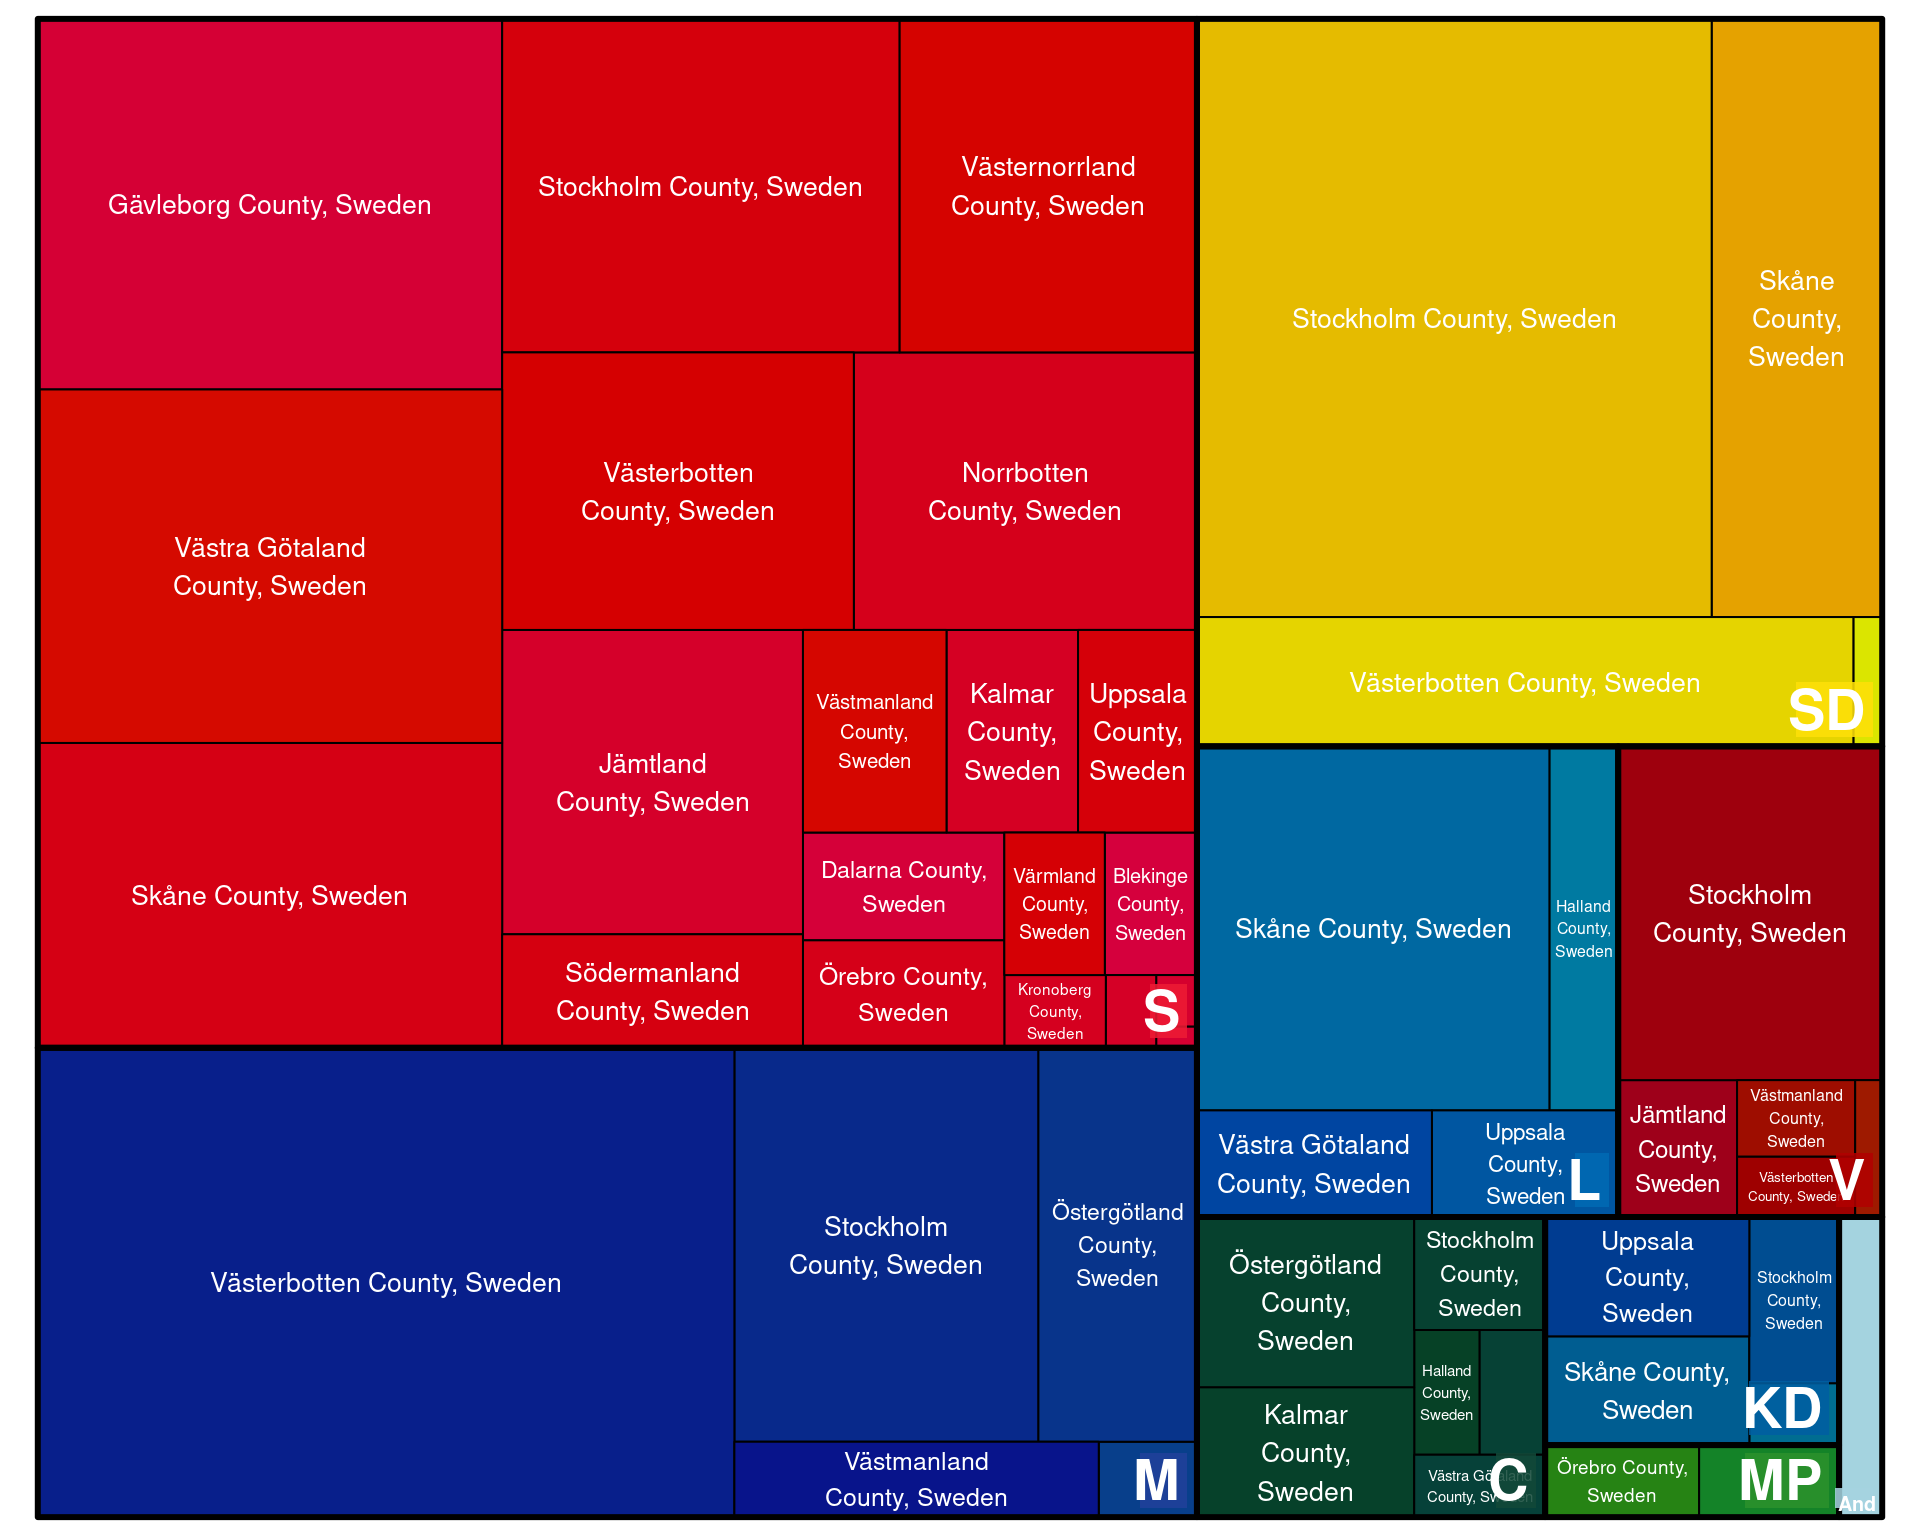 Gävleborg County, Sweden
Stockholm County, Sweden
Västernorrland
County, Sweden
Västra Götaland
County, Sweden
Västerbotten
County, Sweden
Norrbotten
County, Sweden
Skåne County, Sweden
Jämtland
County, Sweden
Västmanland
County,
Sweden
Kalmar
County,
Sweden
Uppsala
County,
Sweden
Dalarna County,
Sweden
Värmland
County,
Sweden
Blekinge
County,
Sweden
Södermanland
County, Sweden
Örebro County,
Sweden
Kronoberg
County,
Sweden
S
Västerbotten County, Sweden
Stockholm
County, Sweden
Östergötland
County,
Sweden
Västmanland
County, Sweden
M
Stockholm County, Sweden
Skåne
County,
Sweden
Västerbotten County, Sweden
SD
Skåne County, Sweden
Halland
County,
Sweden
Västra Götaland
County, Sweden
Uppsala
County,
Sweden
L
Stockholm
County, Sweden
Jämtland
County,
Sweden
Västmanland
County,
Sweden
Västerbotten
County, Sweden
V
Östergötland
County,
Sweden
Stockholm
County,
Sweden
Kalmar
County,
Sweden
Halland
County,
Sweden
Västra Götaland
County, Sweden
C
Uppsala
County,
Sweden
Stockholm
County,
Sweden
Skåne County,
Sweden
KD
Örebro County,
Sweden
MP
And